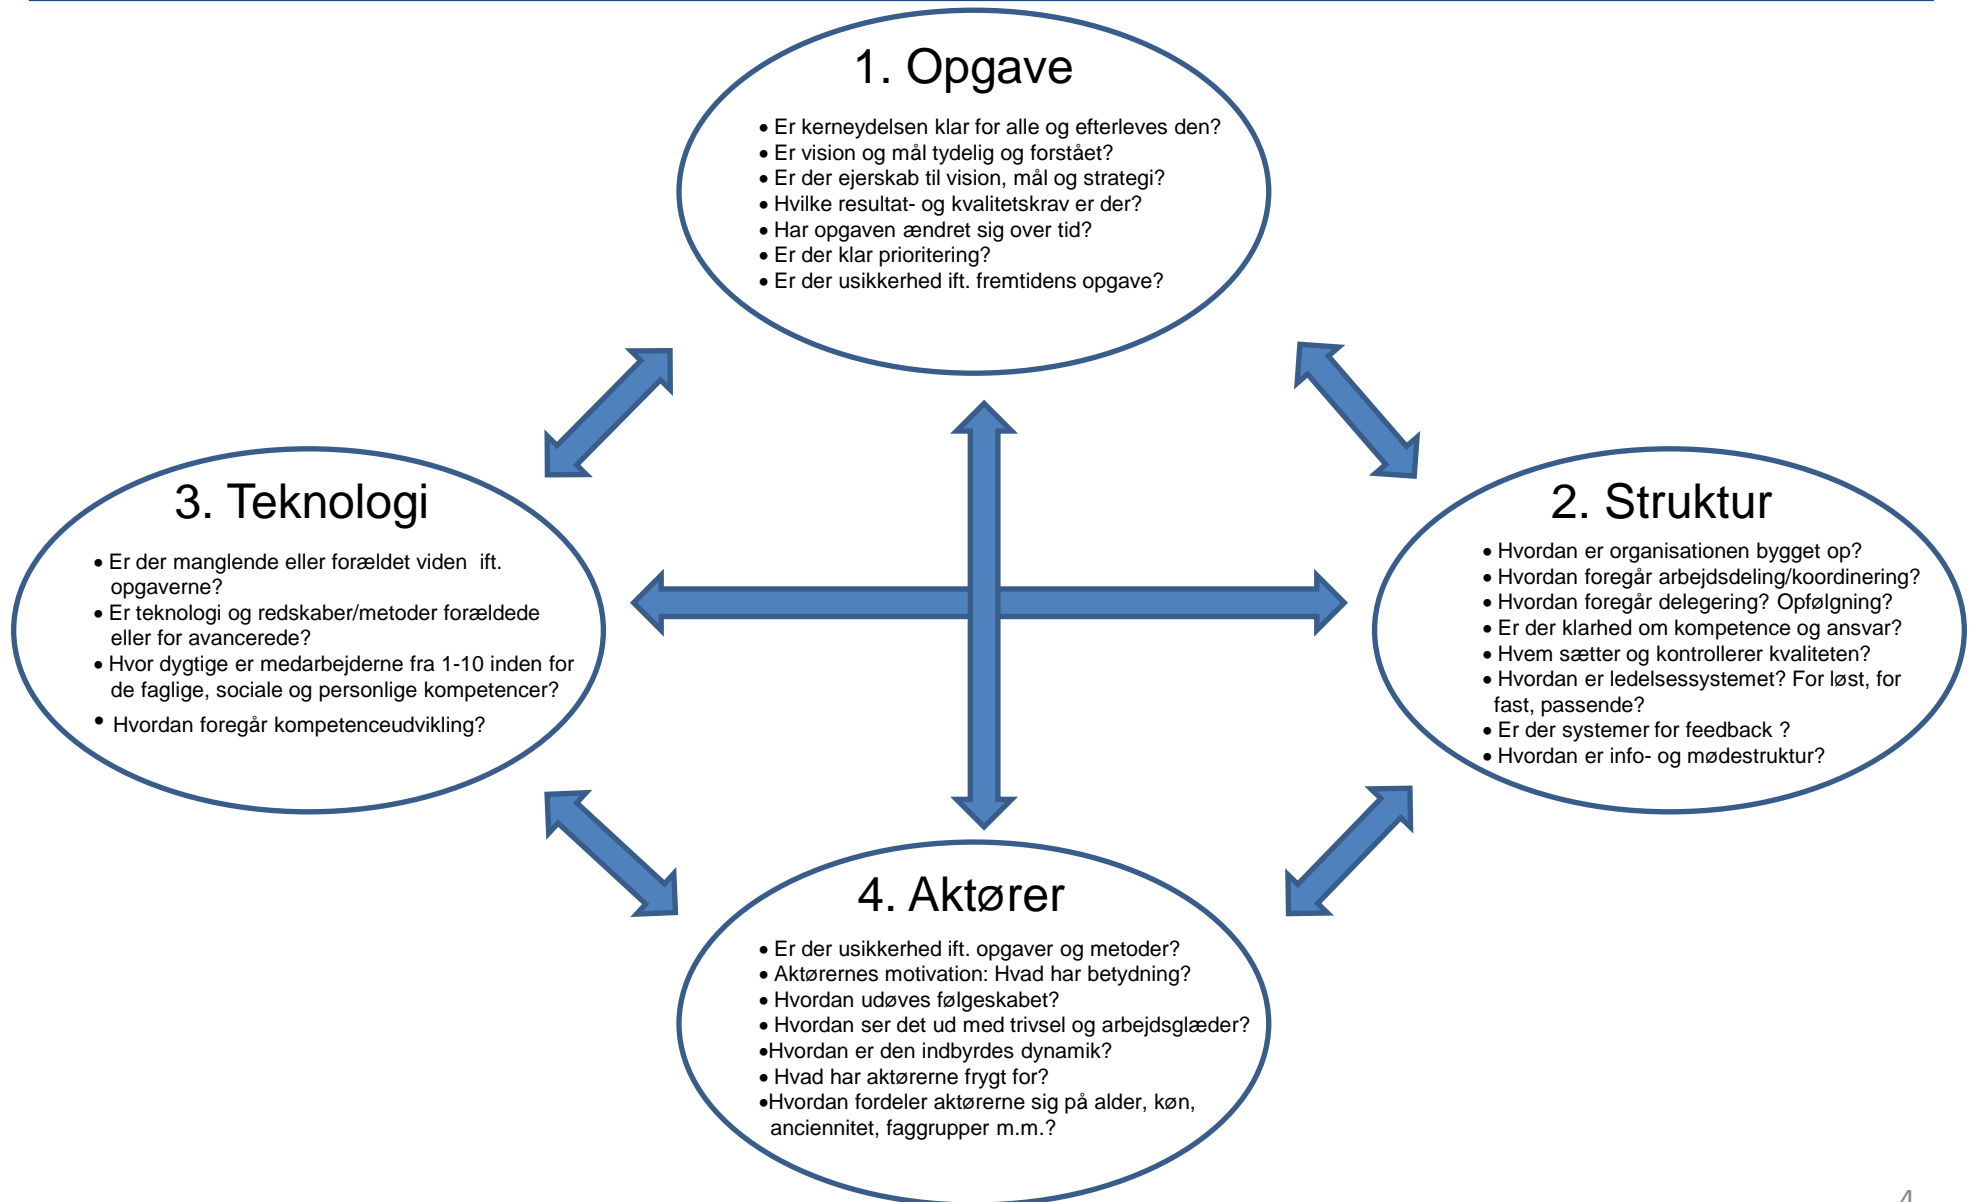 1. Opgave
• Er kerneydelsen klar for alle og efterleves den?
• Er vision og mål tydelig og forstået?
• Er der ejerskab til vision, mål og strategi?
• Hvilke resultat- og kvalitetskrav er der?
• Har opgaven ændret sig over tid?
• Er der klar prioritering?
• Er der usikkerhed ift. fremtidens opgave?
3. Teknologi
• Er der manglende eller forældet viden ift.
opgaverne?
• Er teknologi og redskaber/metoder forældede
eller for avancerede?
• Hvor dygtige er medarbejderne fra 1-10 inden for
de faglige, sociale og personlige kompetencer?
• Hvordan foregår kompetenceudvikling?
2. Struktur
• Hvordan er organisationen bygget op?
• Hvordan foregår arbejdsdeling/koordinering?
• Hvordan foregår delegering? Opfølgning?
• Er der klarhed om kompetence og ansvar?
• Hvem sætter og kontrollerer kvaliteten?
• Hvordan er ledelsessystemet? For løst, for
fast, passende?
• Er der systemer for feedback ?
• Hvordan er info- og mødestruktur?
4. Aktører
• Er der usikkerhed ift. opgaver og metoder?
• Aktørernes motivation: Hvad har betydning?
• Hvordan udøves følgeskabet?
• Hvordan ser det ud med trivsel og arbejdsglæder?
•Hvordan er den indbyrdes dynamik?
• Hvad har aktørerne frygt for?
•Hvordan fordeler aktørerne sig på alder, køn,
anciennitet, faggrupper m.m.?
4